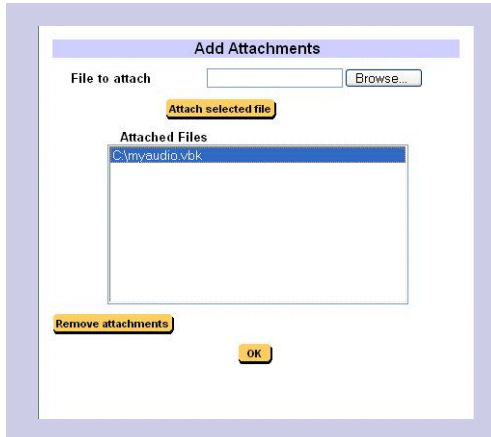 Add Attachments
File to attach
Browse...
Attach selected file
Attached Files
C:\myaudio.vbk
Remove attachments
OK